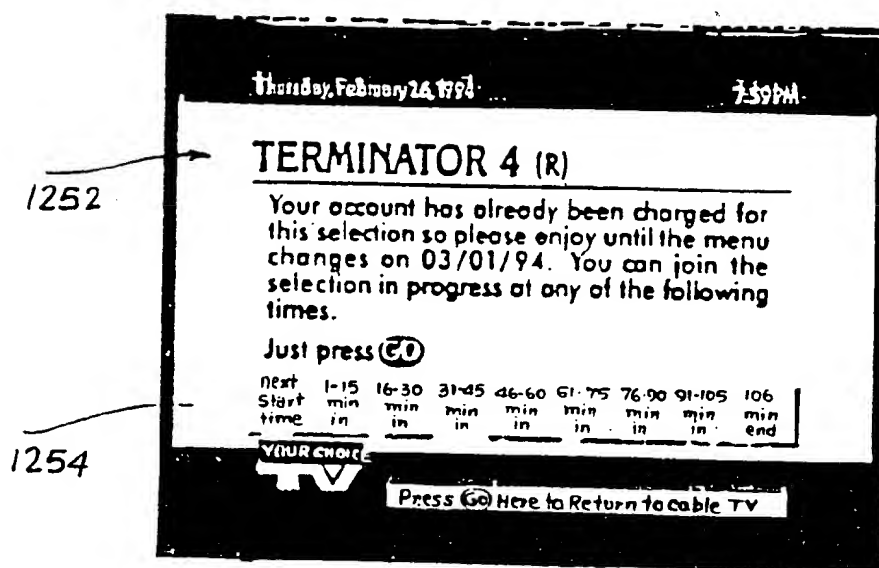 Thursday, February 26, 1994 7:59PM
TERMINATOR 4 (R)
1252
Your account has already been charged for
this selection so please enjoy until the menu
changes on 03/01/94. You can join the
selection in progress at any of the following
times.
Just press GO
next 1-15 16-30 31-45 46-60 61-75 76-90 91-105 106
start min min min min min min min min
time in in in in in in in end
1254
YOUR CHOICE
TV
Press GO Here to Return to cable TV